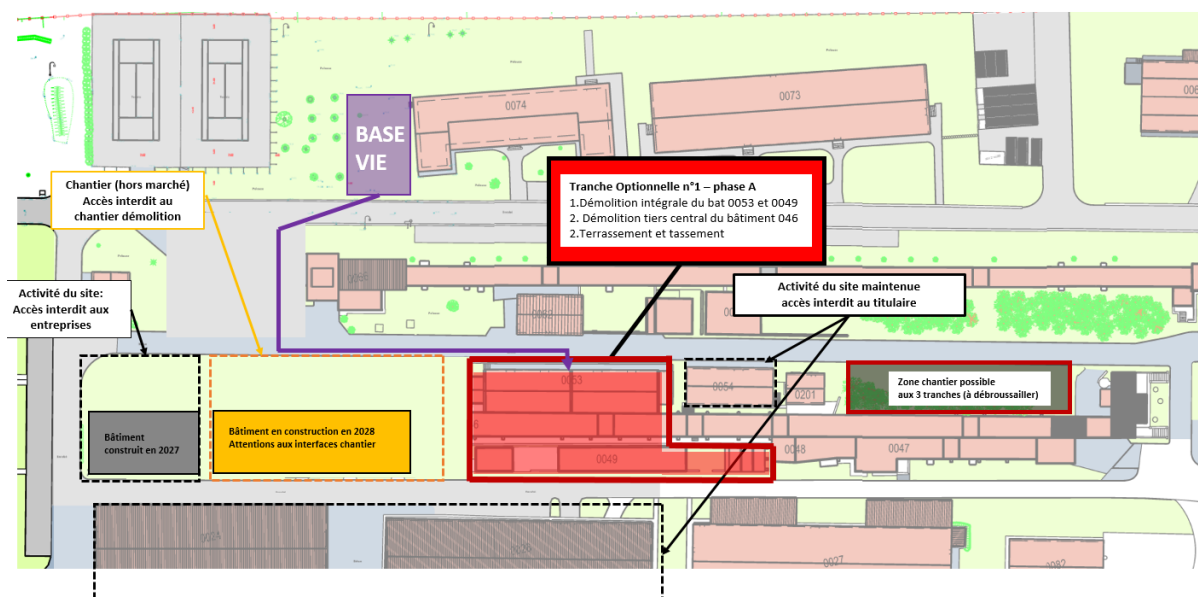 0074
0073
006
BASE
VIE
Chantier (hors marché)
Accès interdit au
chantier démolition
Tranche Optionnelle n°1 – phase A
1.Démolition intégrale du bat 0053 et 0049
2. Démolition tiers central du bâtiment 046
2.Terrassement et tassement
Activité du site:
Accès interdit aux
entreprises
Activité du site maintenue
accès interdit au titulaire
0053
0054
0201
Zone chantier possible
aux 3 tranches (à débroussailler)
Bâtiment
construit en 2027
Bâtiment en construction en 2028
Attentions aux interfaces chantier
6
0049
0048
0047
0024
0027
0082